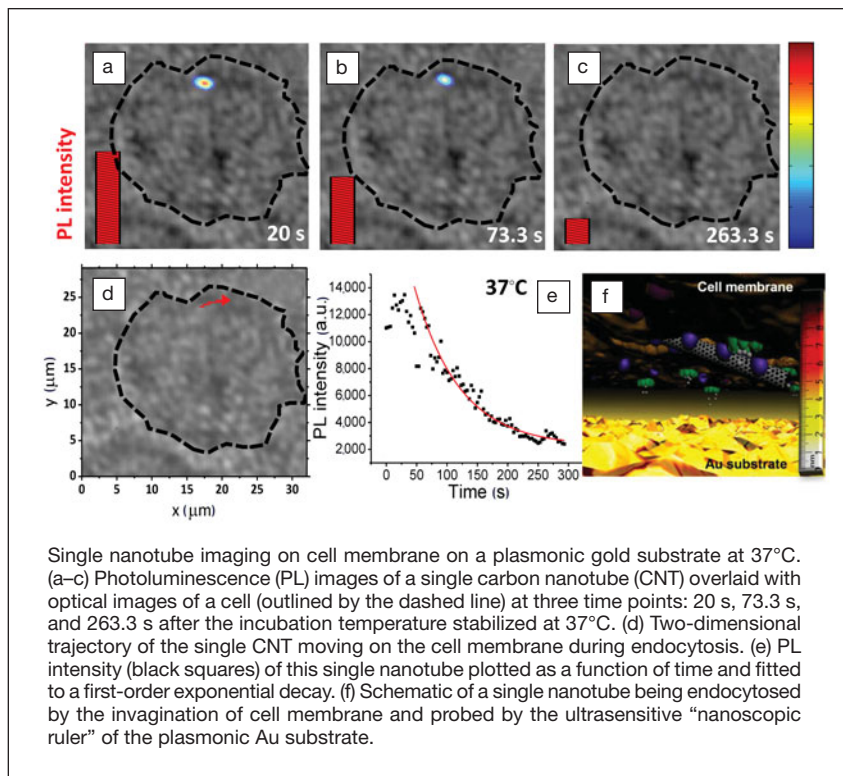 a
b
c
PL intensity
20 s
73.3 s
263.3 s
d
25
20
15
10
5
0
y (µm)
0 5 10 15 20 25 30
x (µm)
37°C
e
14,000
12,000
10,000
8,000
6,000
4,000
2,000
PL intensity (a.u.)
0 50 100 150 200 250 300
Time (s)
f
Cell membrane
Au substrate
Single nanotube imaging on cell membrane on a plasmonic gold substrate at 37°C.
(a–c) Photoluminescence (PL) images of a single carbon nanotube (CNT) overlaid with
optical images of a cell (outlined by the dashed line) at three time points: 20 s, 73.3 s,
and 263.3 s after the incubation temperature stabilized at 37°C. (d) Two-dimensional
trajectory of the single CNT moving on the cell membrane during endocytosis. (e) PL
intensity (black squares) of this single nanotube plotted as a function of time and fitted
to a first-order exponential decay. (f) Schematic of a single nanotube being endocytosed
by the invagination of cell membrane and probed by the ultrasensitive “nanoscopic
ruler” of the plasmonic Au substrate.